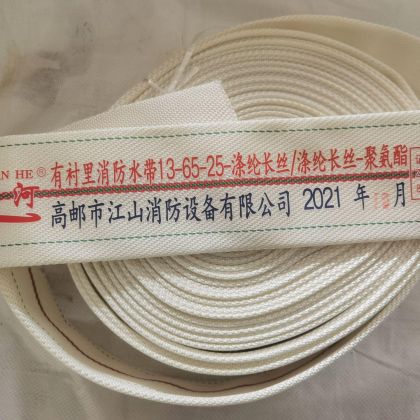 N HE® 有衬里消防水带13-65-25-涤纶长丝/涤纶长丝-聚氨酯
河 高邮市江山消防设备有限公司 2021 年 月